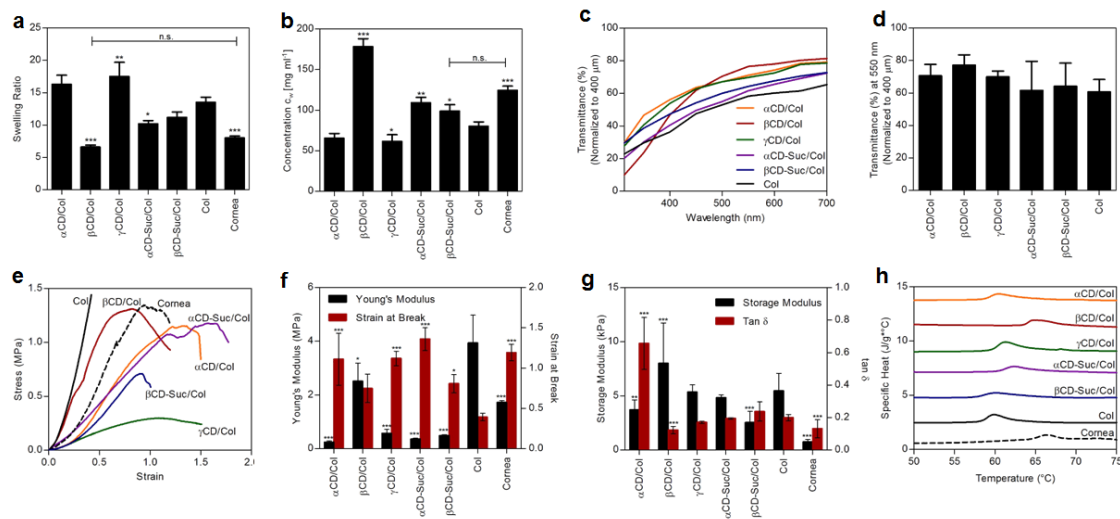 a
Swelling Ratio
25
20
15
10
5
0
n.s.
**
*
***
***
αCD/Col
βCD/Col
γCD/Col
αCD-Suc/Col
βCD-Suc/Col
Col
Cornea
b
Concentration cw [mg ml-1]
200
150
100
50
0
***
*
**
*
n.s.
***
αCD/Col
βCD/Col
γCD/Col
αCD-Suc/Col
βCD-Suc/Col
Col
Cornea
c
Transmittance (%)
(Normalized to 400 μm)
100
80
60
40
20
0
αCD/Col
βCD/Col
γCD/Col
αCD-Suc/Col
βCD-Suc/Col
Col
400 500 600 700
Wavelength (nm)
d
Transmittance (%) at 550 nm
(Normalized to 400 μm)
100
80
60
40
20
0
αCD/Col
βCD/Col
γCD/Col
αCD-Suc/Col
βCD-Suc/Col
Col
e
Stress (MPa)
1.5
1.0
0.5
0.0
Col
βCD/Col
Cornea
αCD-Suc/Col
αCD/Col
βCD-Suc/Col
γCD/Col
0.0 0.5 1.0 1.5 2.0
Strain
f
Young's Modulus (MPa)
6
4
2
0
Young's Modulus
Strain at Break
*** *** * *** *** *** *** *** * *** ***
2.0
1.5
1.0
0.5
0.0
Strain at Break
αCD/Col
βCD/Col
γCD/Col
αCD-Suc/Col
βCD-Suc/Col
Col
Cornea
g
Storage Modulus (kPa)
15
10
5
0
Storage Modulus
Tan δ
** *** *** *** *** *** ***
1.0
0.8
0.6
0.4
0.2
0.0
tan δ
αCD/Col
βCD/Col
γCD/Col
αCD-Suc/Col
βCD-Suc/Col
Col
Cornea
h
Specific Heat (J/g*°C)
15
10
5
0
αCD/Col
βCD/Col
γCD/Col
αCD-Suc/Col
βCD-Suc/Col
Col
Cornea
50 55 60 65 70 75
Temperature (°C)